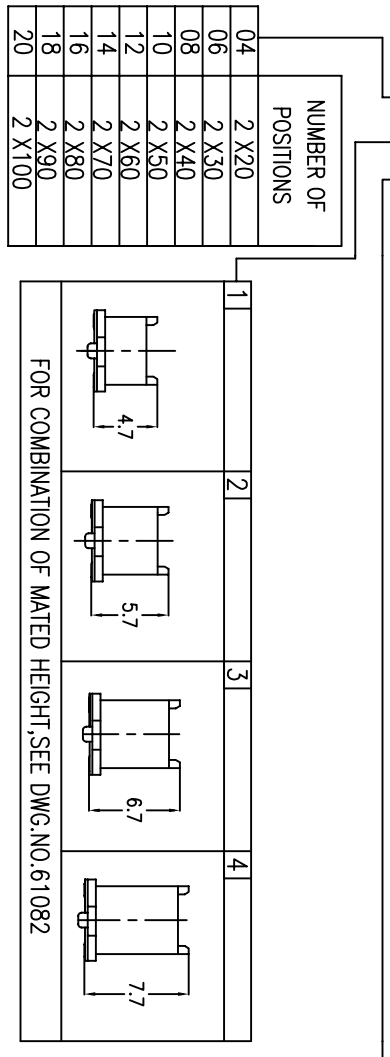 NUMBER OF
POSITIONS
04 2 X20
06 2 X30
08 2 X40
10 2 X50
12 2 X60
14 2 X70
16 2 X80
18 2 X90
20 2 X100
1 2 3 4
4.7 5.7 6.7 7.7
FOR COMBINATION OF MATED HEIGHT,SEE DWG.NO.61082